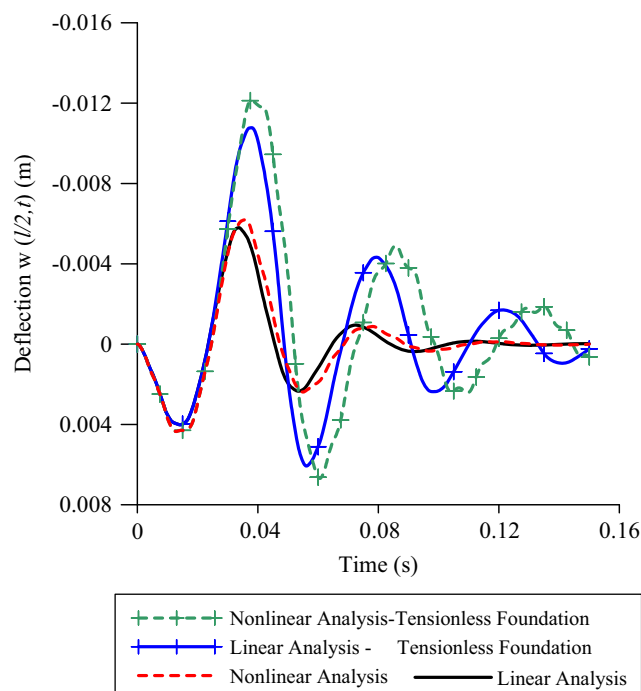 -0.016
-0.012
-0.008
-0.004
0
0.004
0.008
Deflection w (l/2,t) (m)
0 0.04 0.08 0.12 0.16
Time (s)
Nonlinear Analysis-Tensionless Foundation
Linear Analysis - Tensionless Foundation
Nonlinear Analysis Linear Analysis